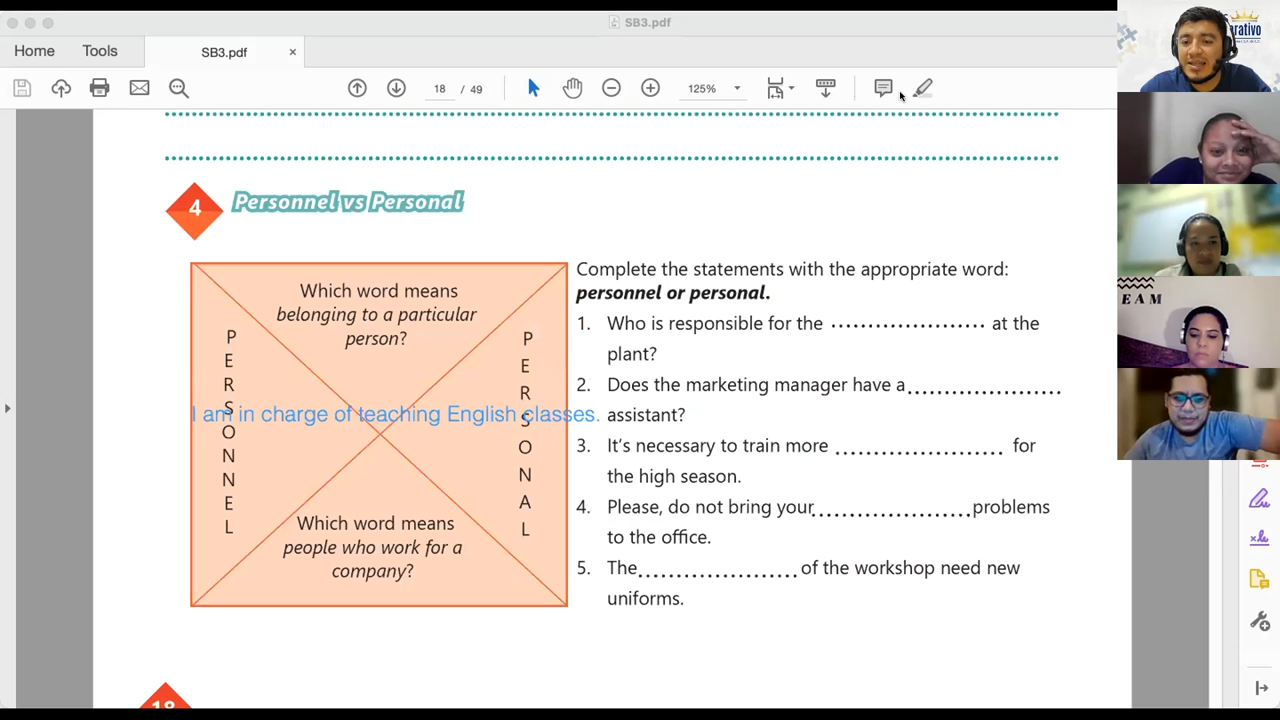 SB3.pdf
Home
Tools
SB3.pdf
×
18 / 49
125%
4
Personnel vs Personal
Which word means
belonging to a particular
person?
PERSONNEL
PERSONAL
I am in charge of teaching English classes.
Which word means
people who work for a
company?
Complete the statements with the appropriate word:
personnel or personal.
1. Who is responsible for the ........................ at the
plant?
2. Does the marketing manager have a........................
assistant?
3. It's necessary to train more ........................ for
the high season.
4. Please, do not bring your........................problems
to the office.
5. The........................of the workshop need new
uniforms.
18
EAM